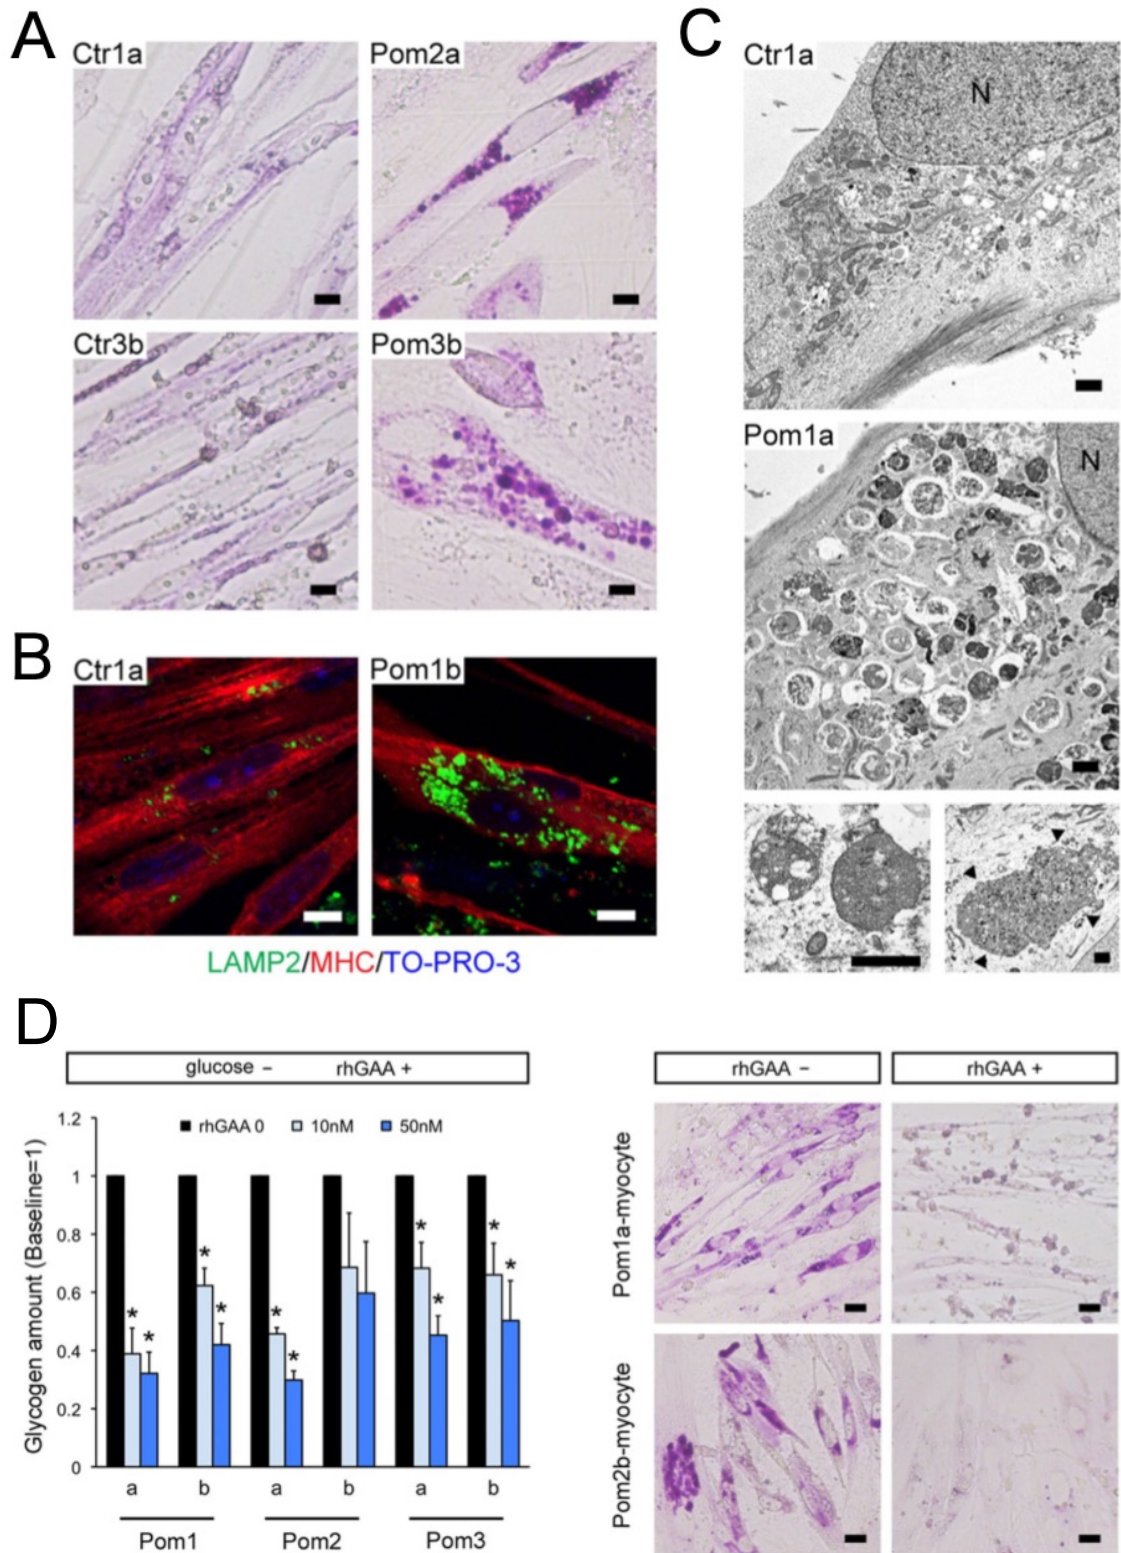 A
Ctr1a
Pom2a
Ctr3b
Pom3b
B
Ctr1a
Pom1b
LAMP2/MHC/TO-PRO-3
C
Ctr1a
N
Pom1a
N
D
glucose −    rhGAA +
Glycogen amount (Baseline=1)
1.2
1
0.8
0.6
0.4
0.2
0
rhGAA 0    10nM    50nM
* * * * * * * * * *
a b a b a b
Pom1 Pom2 Pom3
rhGAA −    rhGAA +
Pom1a-myocyte
Pom2b-myocyte